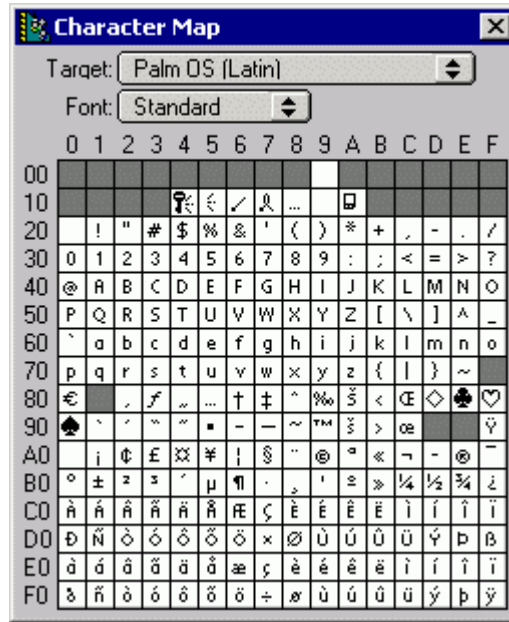 Character Map
Target: Palm OS (Latin)
Font: Standard
0 1 2 3 4 5 6 7 8 9 A B C D E F
00
10 …
20 ! " # $ % & ' ( ) * + , - . /
30 0 1 2 3 4 5 6 7 8 9 : ; < = > ?
40 @ A B C D E F G H I J K L M N O
50 P Q R S T U V W X Y Z [ \ ] ^ _
60 ` a b c d e f g h i j k l m n o
70 p q r s t u v w x y z { | } ~
80 € ‚ ƒ „ … † ‡ ˆ ‰ Š ‹ Œ ◇ ♣ ♡
90 ♠ ‘ ’ “ ” • – — ˜ ™ š › œ Ÿ
A0 ¡ ¢ £ ¤ ¥ ¦ § ¨ © ª « ¬ - ® ¯
B0 ° ± ² ³ ´ µ ¶ · ¸ ¹ º » ¼ ½ ¾ ¿
C0 À Á Â Ã Ä Å Æ Ç È É Ê Ë Ì Í Î Ï
D0 Ð Ñ Ò Ó Ô Õ Ö × Ø Ù Ú Û Ü Ý Þ ß
E0 à á â ã ä å æ ç è é ê ë ì í î ï
F0 ð ñ ò ó ô õ ö ÷ ø ù ú û ü ý þ ÿ